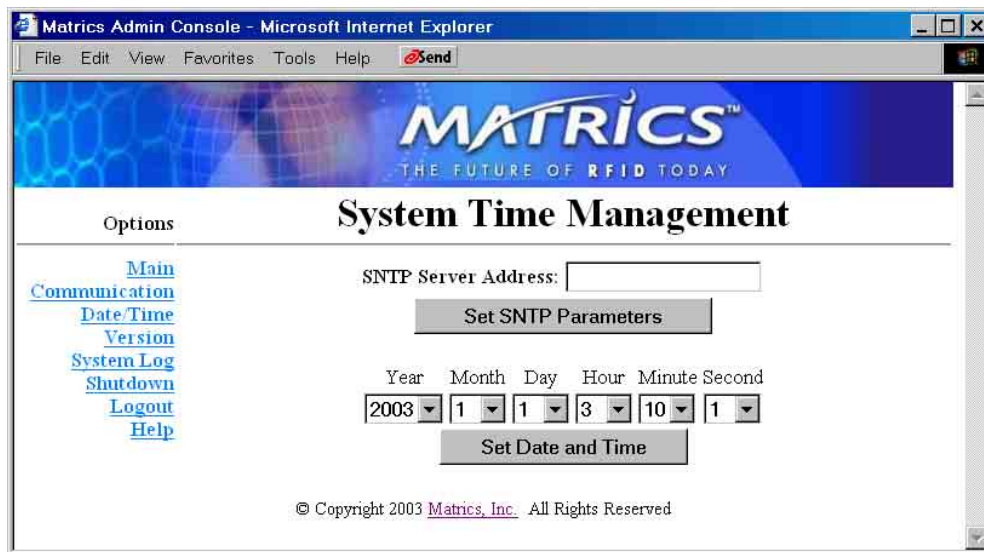 Matrics Admin Console - Microsoft Internet Explorer
File Edit View Favorites Tools Help Send
MATRICS™
THE FUTURE OF RFID TODAY
Options
System Time Management
Main
Communication
Date/Time
Version
System Log
Shutdown
Logout
Help
SNTP Server Address:
Set SNTP Parameters
Year Month Day Hour Minute Second
2003 1 1 3 10 1
Set Date and Time
© Copyright 2003 Matrics, Inc. All Rights Reserved